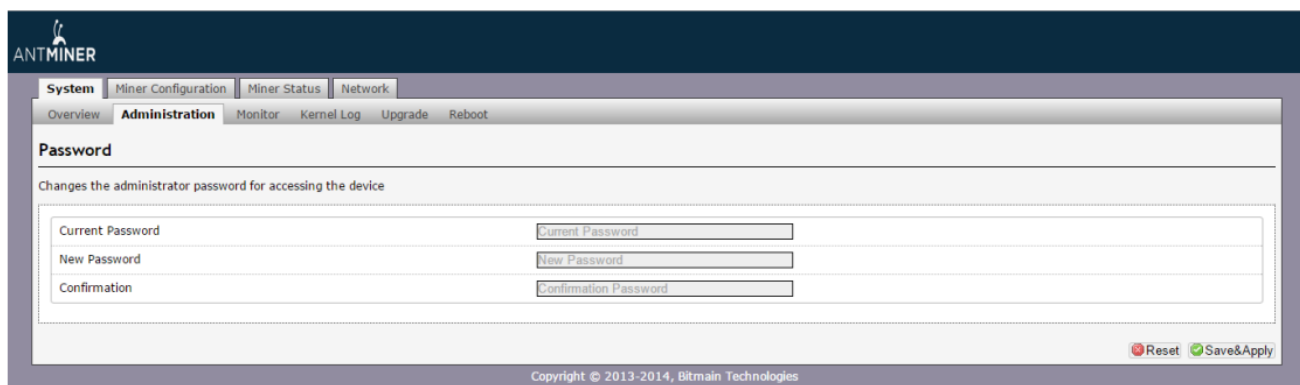 ANTMINER
System Miner Configuration Miner Status Network
Overview Administration Monitor Kernel Log Upgrade Reboot
Password
Changes the administrator password for accessing the device
Current Password Current Password
New Password New Password
Confirmation Confirmation Password
Reset Save&Apply
Copyright © 2013-2014, Bitmain Technologies